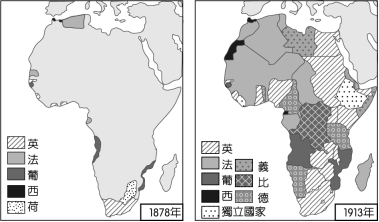 英
法
葡
西
荷
1878年
英
法 義
葡 比
西 德
獨立國家
1913年